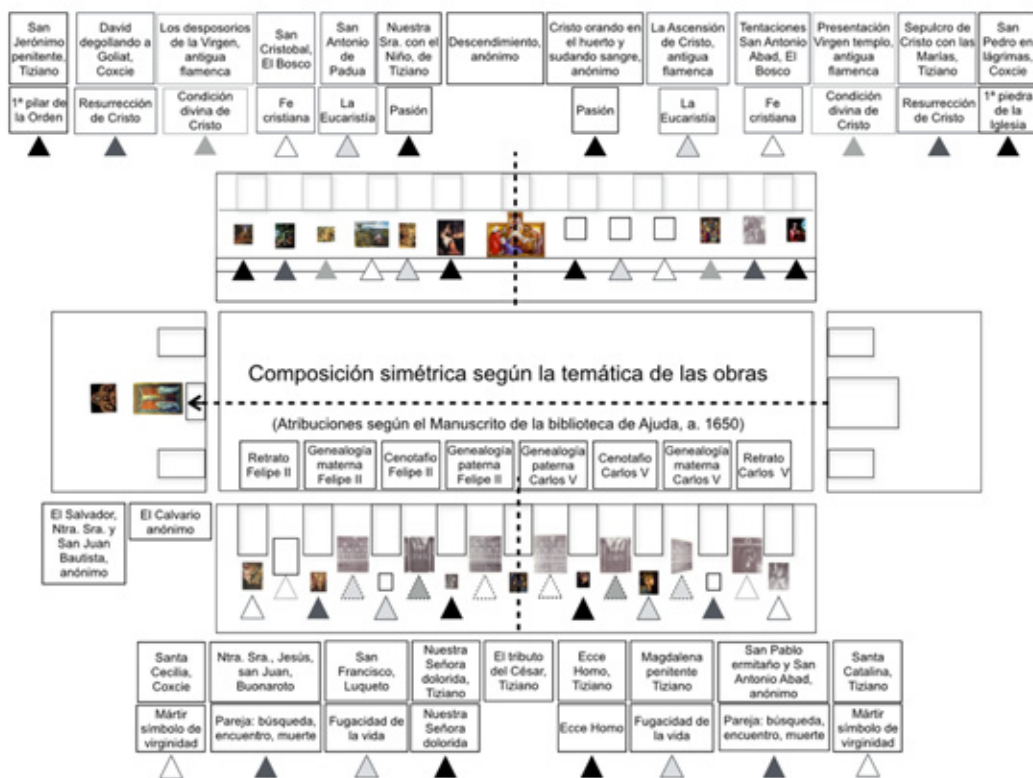 San
Jerónimo
penitente,
Tiziano
David
degollando a
Goliat,
Coxcie
Los desposorios
de la Virgen,
antigua
flamenca
San
Cristobal,
El Bosco
San
Antonio
de
Padua
Nuestra
Sra. con el
Niño, de
Tiziano
Descendimiento,
anónimo
Cristo orando en
el huerto y
sudando sangre,
anónimo
La Ascensión
de Cristo,
antigua
flamenca
Tentaciones
San Antonio
Abad, El
Bosco
Presentación
Virgen templo,
antigua
flamenca
Sepulcro de
Cristo con las
Marías,
Tiziano
San
Pedro en
lágrimas,
Coxcie
1ª pilar de
la Orden
Resurrección
de Cristo
Condición
divina de
Cristo
Fe
cristiana
La
Eucaristía
Pasión
Pasión
La
Eucaristía
Fe
cristiana
Condición
divina de
Cristo
Resurrección
de Cristo
1ª piedra
de la
Iglesia
Composición simétrica según la temática de las obras
(Atribuciones según el Manuscrito de la biblioteca de Ajuda, a. 1650)
Retrato
Felipe II
Genealogía
materna
Felipe II
Cenotafio
Felipe II
Genealogía
paterna
Felipe II
Genealogía
paterna
Carlos V
Cenotafio
Carlos V
Genealogía
materna
Carlos V
Retrato
Carlos V
El Salvador,
Ntra. Sra. y
San Juan
Bautista,
anónimo
El Calvario
anónimo
Santa
Cecilia,
Coxcie
Ntra. Sra., Jesús,
san Juan,
Buonaroto
San
Francisco,
Luqueto
Nuestra
Señora
dolorida,
Tiziano
El tributo
del César,
Tiziano
Ecce
Homo,
Tiziano
Magdalena
penitente
Tiziano
San Pablo
ermitaño y San
Antonio Abad,
anónimo
Santa
Catalina,
Tiziano
Mártir
símbolo de
virginidad
Pareja: búsqueda,
encuentro, muerte
Fugacidad de
la vida
Nuestra
Señora
dolorida
Ecce Homo
Fugacidad de
la vida
Pareja: búsqueda,
encuentro, muerte
Mártir
símbolo de
virginidad